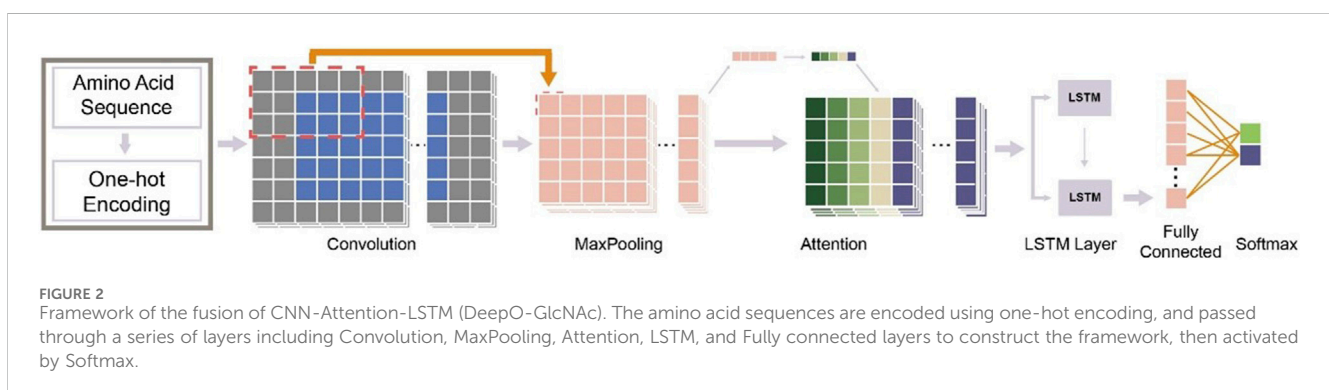 Amino Acid
Sequence
One-hot
Encoding
Convolution
MaxPooling
Attention
LSTM
LSTM
LSTM Layer
Fully
Connected
Softmax
FIGURE 2
Framework of the fusion of CNN-Attention-LSTM (DeepO-GlcNAc). The amino acid sequences are encoded using one-hot encoding, and passed
through a series of layers including Convolution, MaxPooling, Attention, LSTM, and Fully connected layers to construct the framework, then activated
by Softmax.